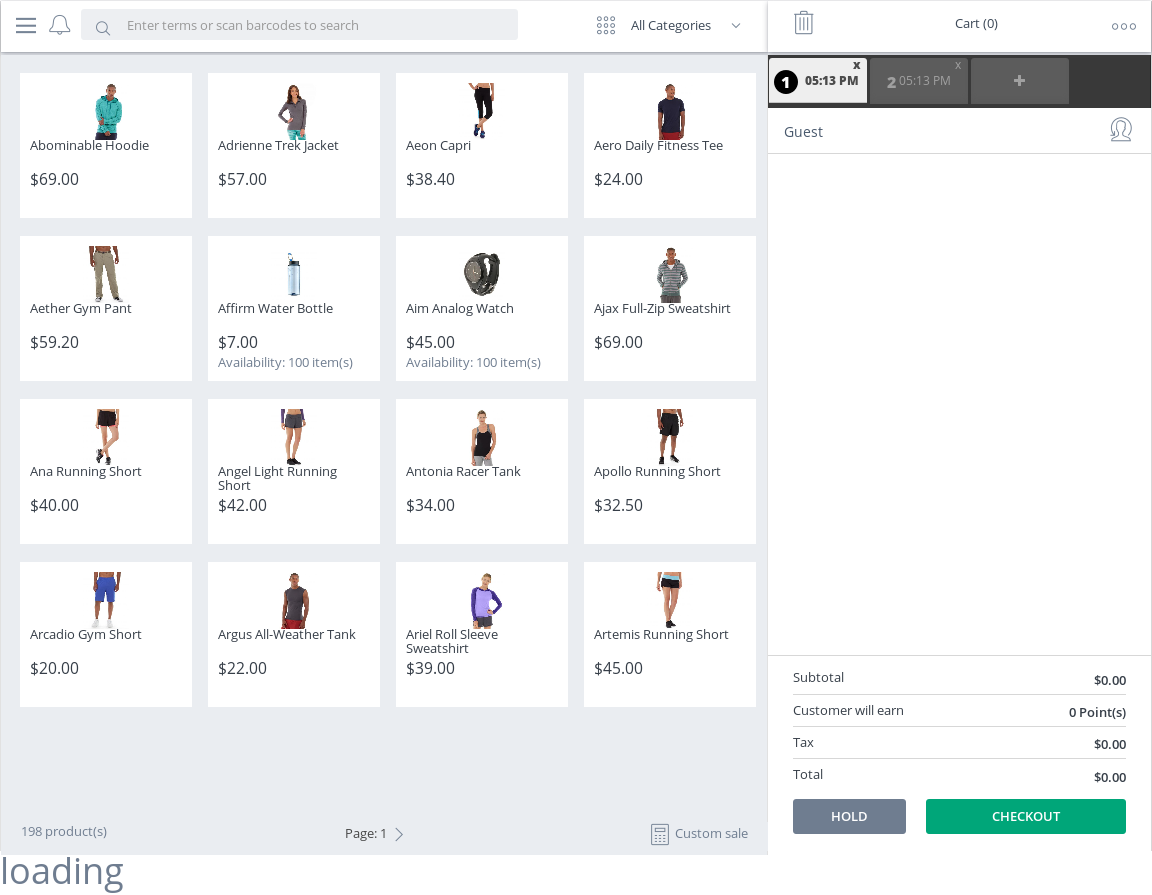 Enter terms or scan barcodes to search
All Categories
Cart (0)
1 05:13 PM x
2 05:13 PM x
+
Guest
Abominable Hoodie
$69.00
Adrienne Trek Jacket
$57.00
Aeon Capri
$38.40
Aero Daily Fitness Tee
$24.00
Aether Gym Pant
$59.20
Affirm Water Bottle
$7.00
Availability: 100 item(s)
Aim Analog Watch
$45.00
Availability: 100 item(s)
Ajax Full-Zip Sweatshirt
$69.00
Ana Running Short
$40.00
Angel Light Running
Short
$42.00
Antonia Racer Tank
$34.00
Apollo Running Short
$32.50
Arcadio Gym Short
$20.00
Argus All-Weather Tank
$22.00
Ariel Roll Sleeve
Sweatshirt
$39.00
Artemis Running Short
$45.00
198 product(s)
Page: 1
Custom sale
Subtotal $0.00
Customer will earn 0 Point(s)
Tax $0.00
Total $0.00
HOLD
CHECKOUT
loading